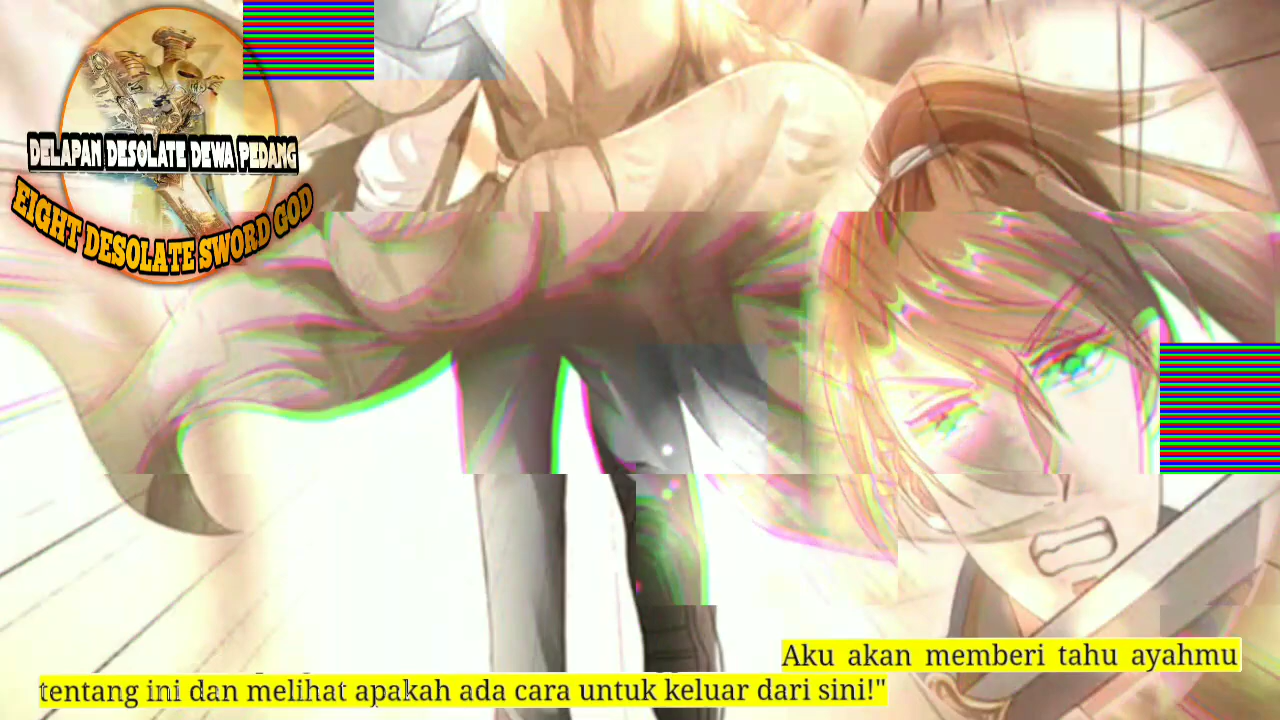 DELAPAN DESOLATE DEWA PEDANG
EIGHT DESOLATE SWORD GOD
Aku akan memberi tahu ayahmu
tentang ini dan melihat apakah ada cara untuk keluar dari sini!"